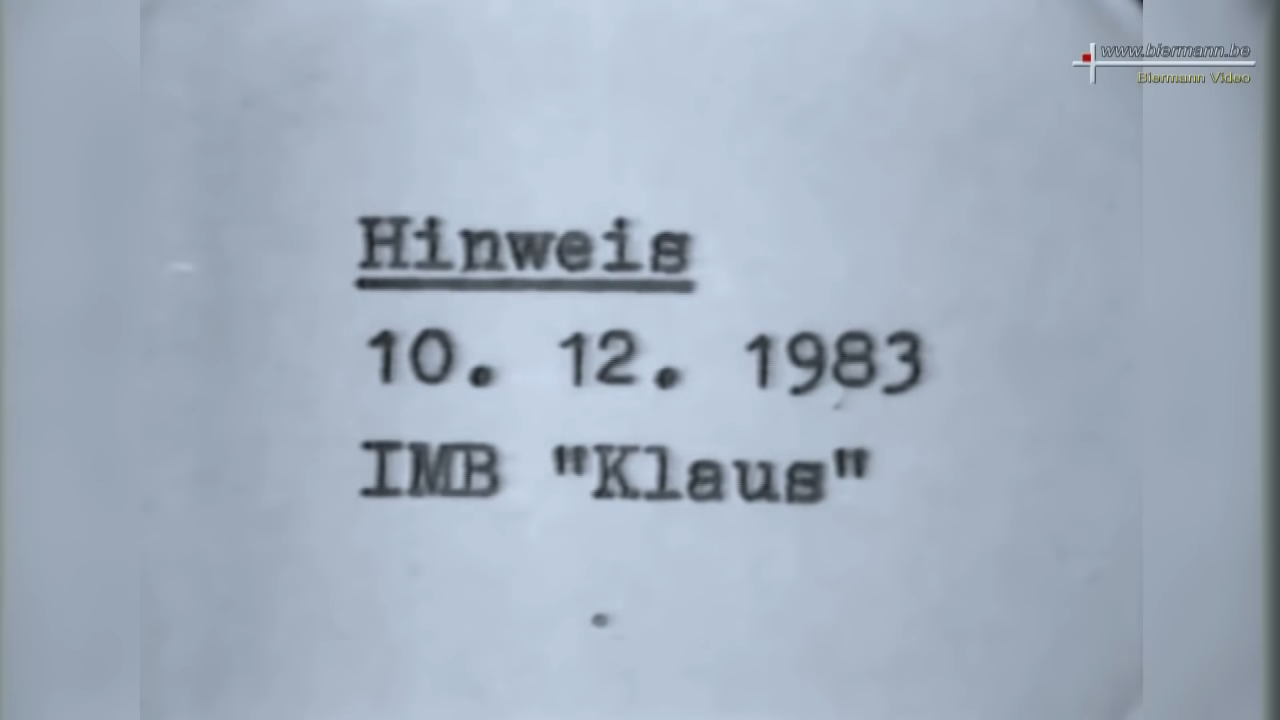 www.biermann.be
Biermann Video
Hinweis
10. 12. 1983
IMB "Klaus"